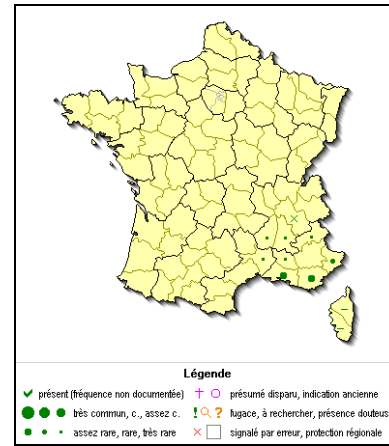 Légende
présent (fréquence non documentée) présumé disparu, indication ancienne
très commun, c., assez c. fugace, à rechercher, présence douteus
assez rare, rare, très rare signalé par erreur, protection régionale